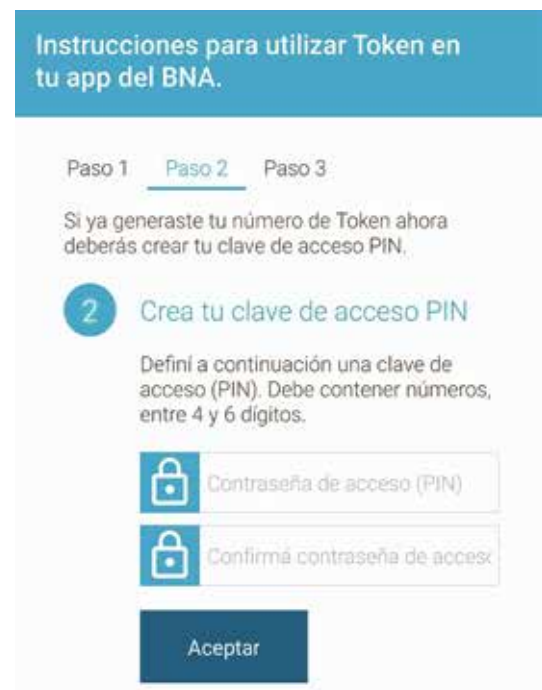 Instrucciones para utilizar Token en
tu app del BNA.
Paso 1 Paso 2 Paso 3
Si ya generaste tu número de Token ahora
deberás crear tu clave de acceso PIN.
2 Crea tu clave de acceso PIN
Definí a continuación una clave de
acceso (PIN). Debe contener números,
entre 4 y 6 dígitos.
Contraseña de acceso (PIN)
Confirmá contraseña de acceso
Aceptar